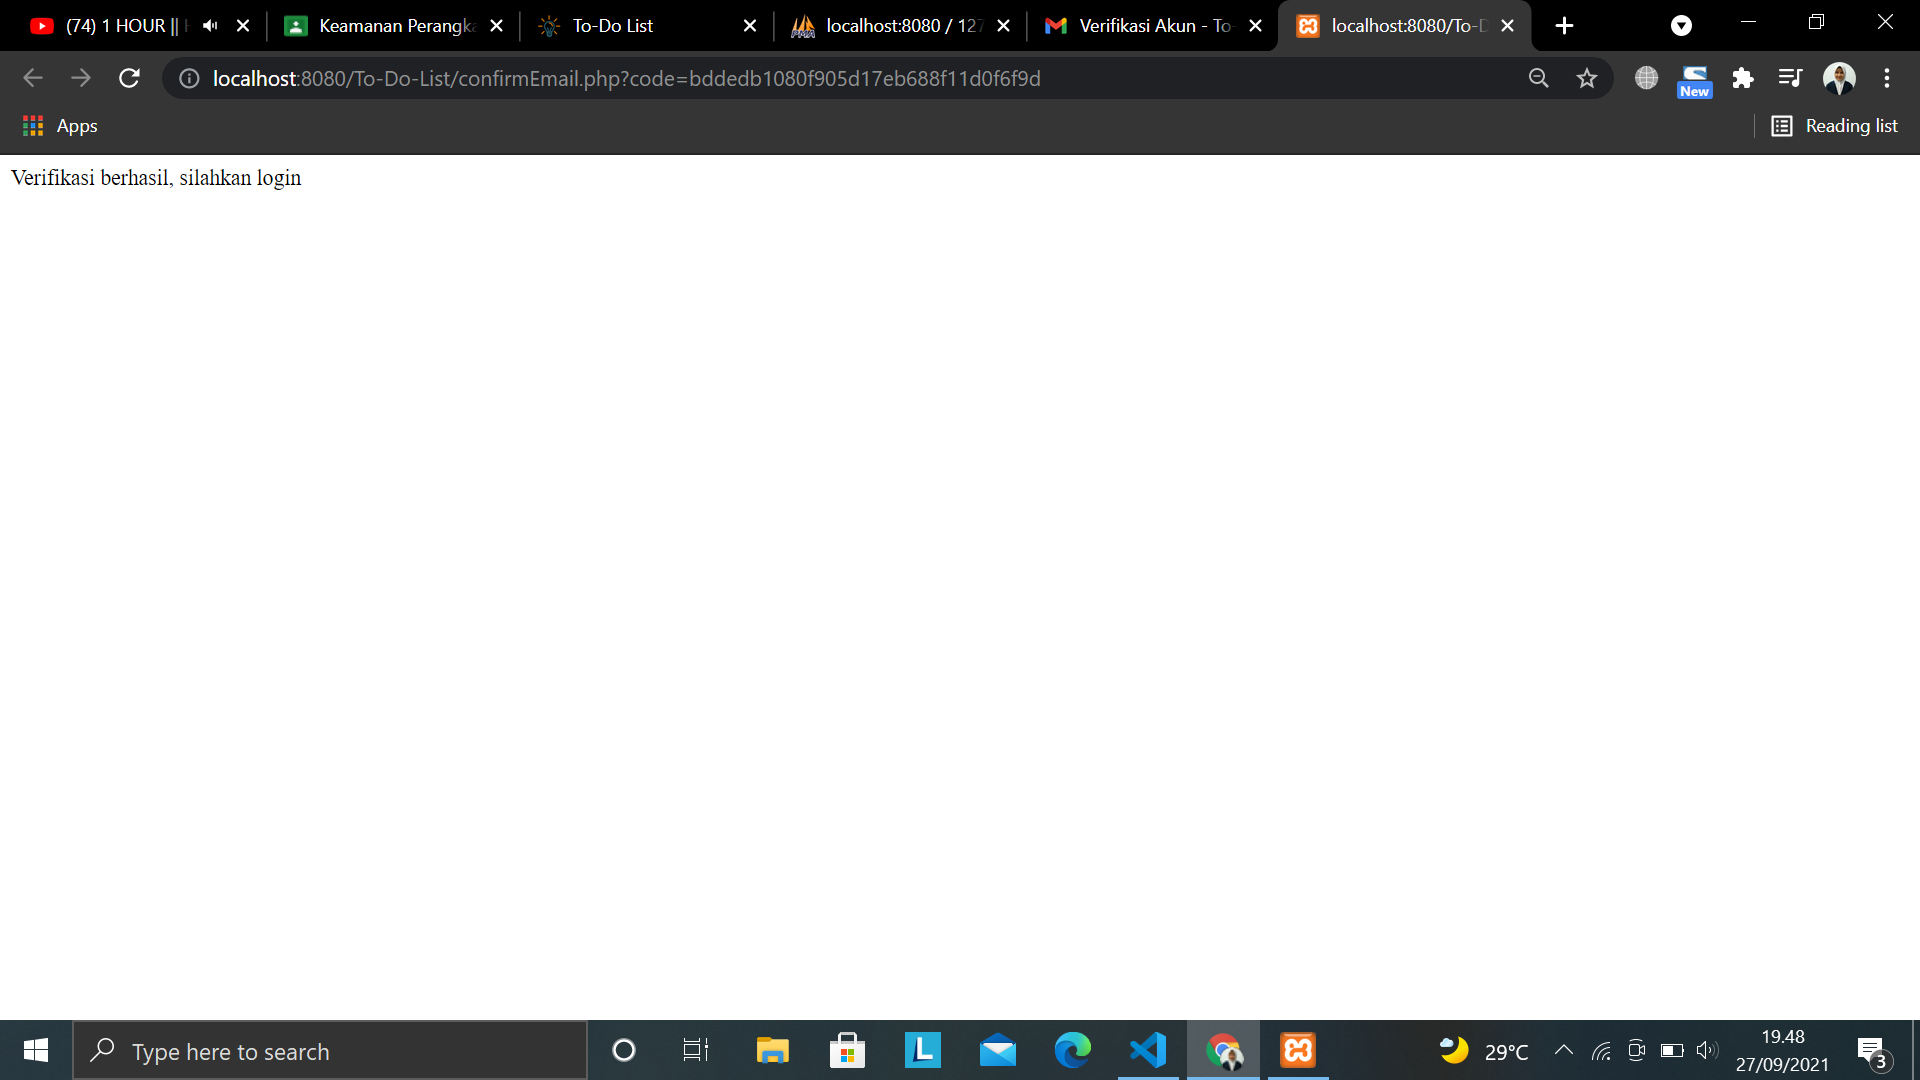 (74) 1 HOUR ||
Keamanan Perangka
To-Do List
localhost:8080 / 127
Verifikasi Akun - To-
localhost:8080/To-D
localhost:8080/To-Do-List/confirmEmail.php?code=bddedb1080f905d17eb688f11d0f6f9d
New
Apps
Reading list
Verifikasi berhasil, silahkan login
Type here to search
L
29°C
19.48
27/09/2021
3